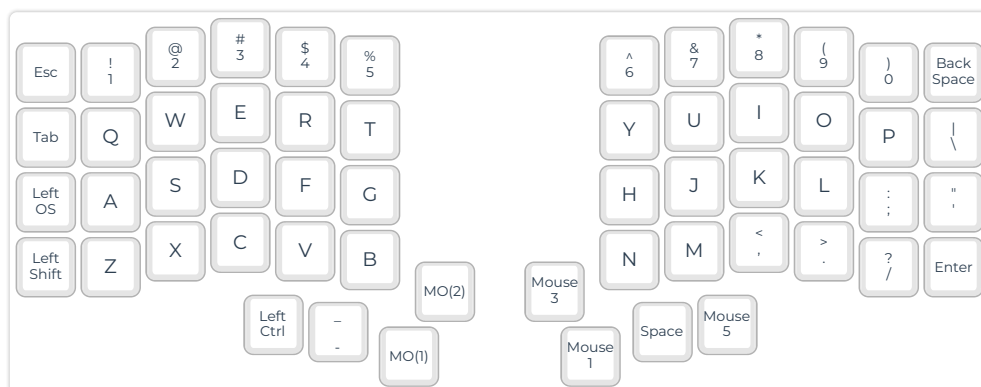 Esc
!
1
@
2
#
3
$
4
%
5
^
6
&
7
*
8
(
9
)
0
Back
Space
Tab
Q
W
E
R
T
Y
U
I
O
P
|
\
Left
OS
A
S
D
F
G
H
J
K
L
:
;
"
'
Left
Shift
Z
X
C
V
B
N
M
<
,
>
.
?
/
Enter
MO(2)
Mouse
3
Left
Ctrl
_
-
MO(1)
Mouse
1
Space
Mouse
5